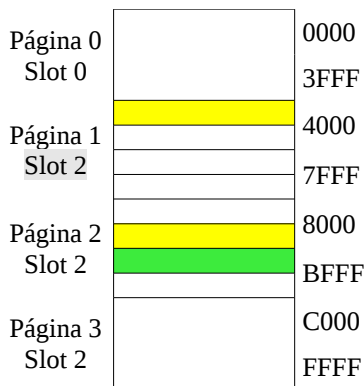 Página 0
Slot 0
0000
3FFF
Página 1
Slot 2
4000
7FFF
Página 2
Slot 2
8000
BFFF
Página 3
Slot 2
C000
FFFF